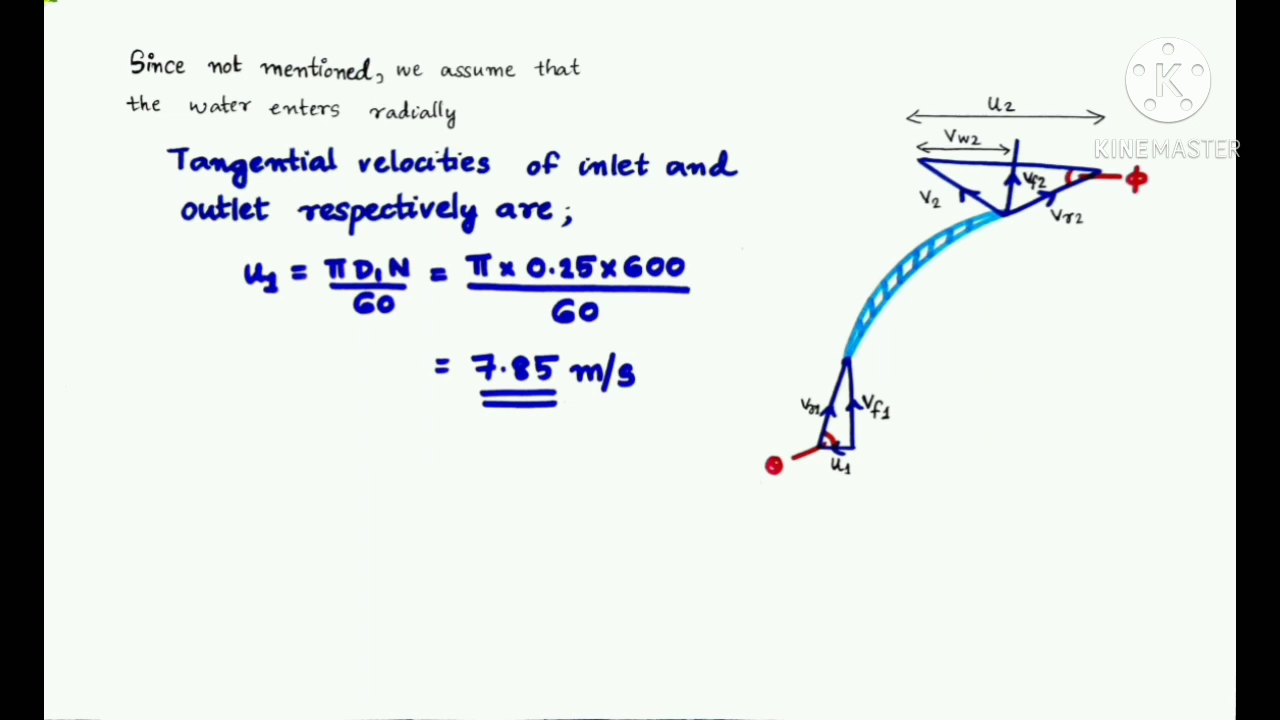 Since not mentioned, we assume that
the water enters radially
Tangential velocities of inlet and
outlet respectively are;
u1 = πD1N/60 = π × 0.25 × 600/60
= 7.85 m/s
u2
Vw2
K
KINEMASTER
Vf2
Φ
V2
Vr2
Vr1
Vf1
u1